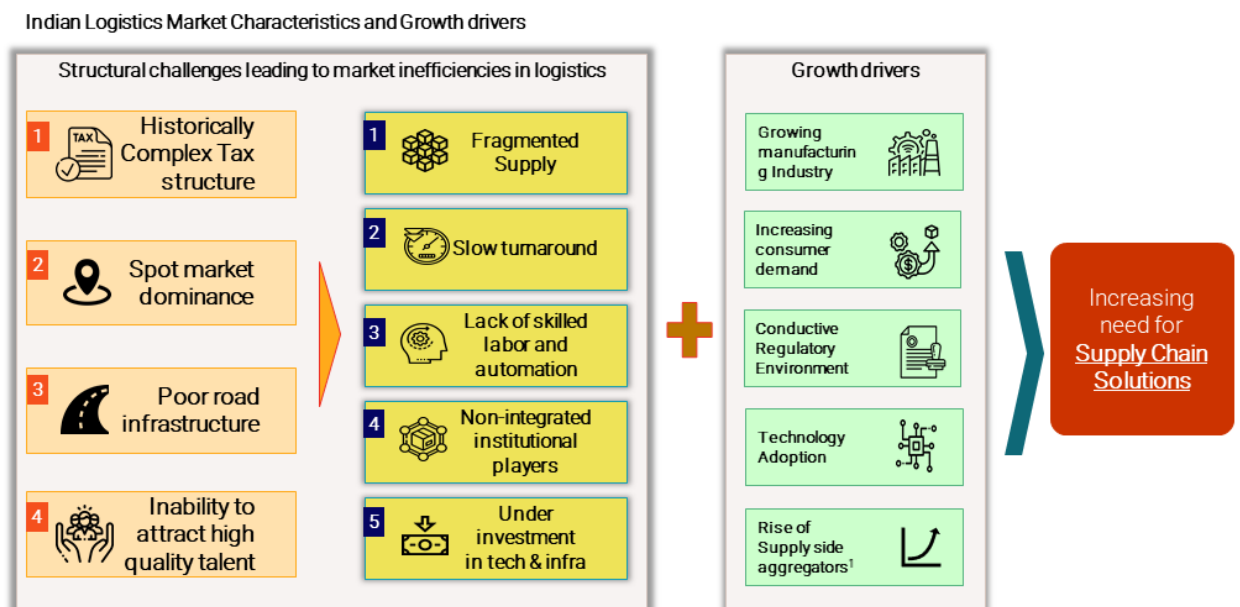 Indian Logistics Market Characteristics and Growth drivers
Structural challenges leading to market inefficiencies in logistics
1
TAX
Historically
Complex Tax
structure
2
Spot market
dominance
3
Poor road
infrastructure
4
Inability to
attract high
quality talent
1
Fragmented
Supply
2
Slow turnaround
3
Lack of skilled
labor and
automation
4
Non-integrated
institutional
players
5
Under
investment
in tech & infra
Growth drivers
Growing
manufacturin
g Industry
Increasing
consumer
demand
Conductive
Regulatory
Environment
Technology
Adoption
Rise of
Supply side
aggregators¹
Increasing
need for
Supply Chain
Solutions